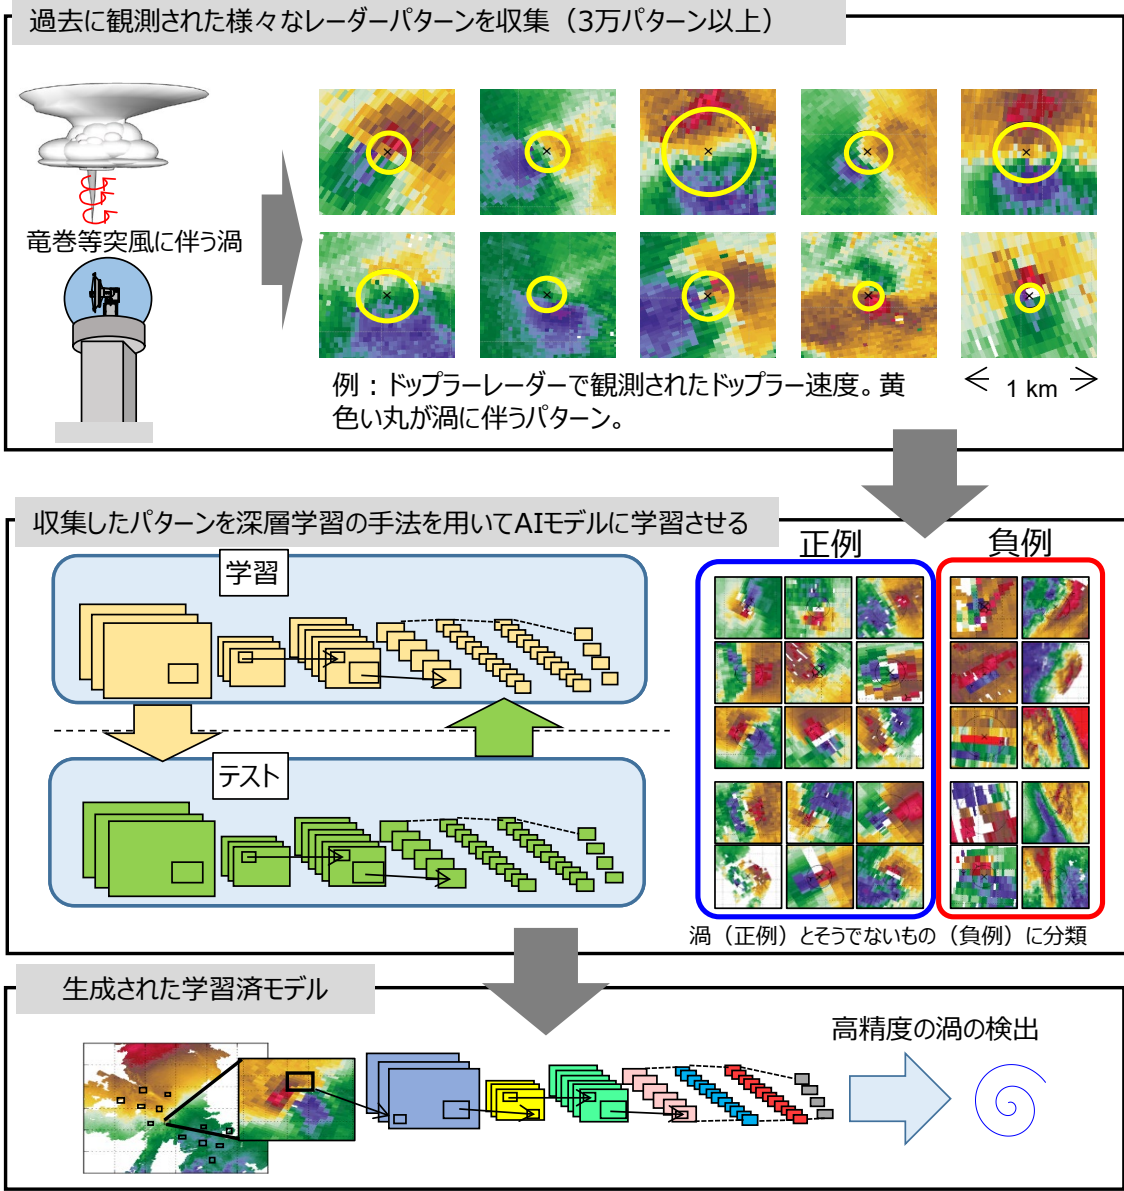 過去に観測された様々なレーダーパターンを収集（3万パターン以上）
竜巻等突風に伴う渦
例：ドップラーレーダーで観測されたドップラー速度。黄
色い丸が渦に伴うパターン。
1 km
収集したパターンを深層学習の手法を用いてAIモデルに学習させる
学習
テスト
正例
負例
渦（正例）とそうでないもの（負例）に分類
生成された学習済モデル
高精度の渦の検出